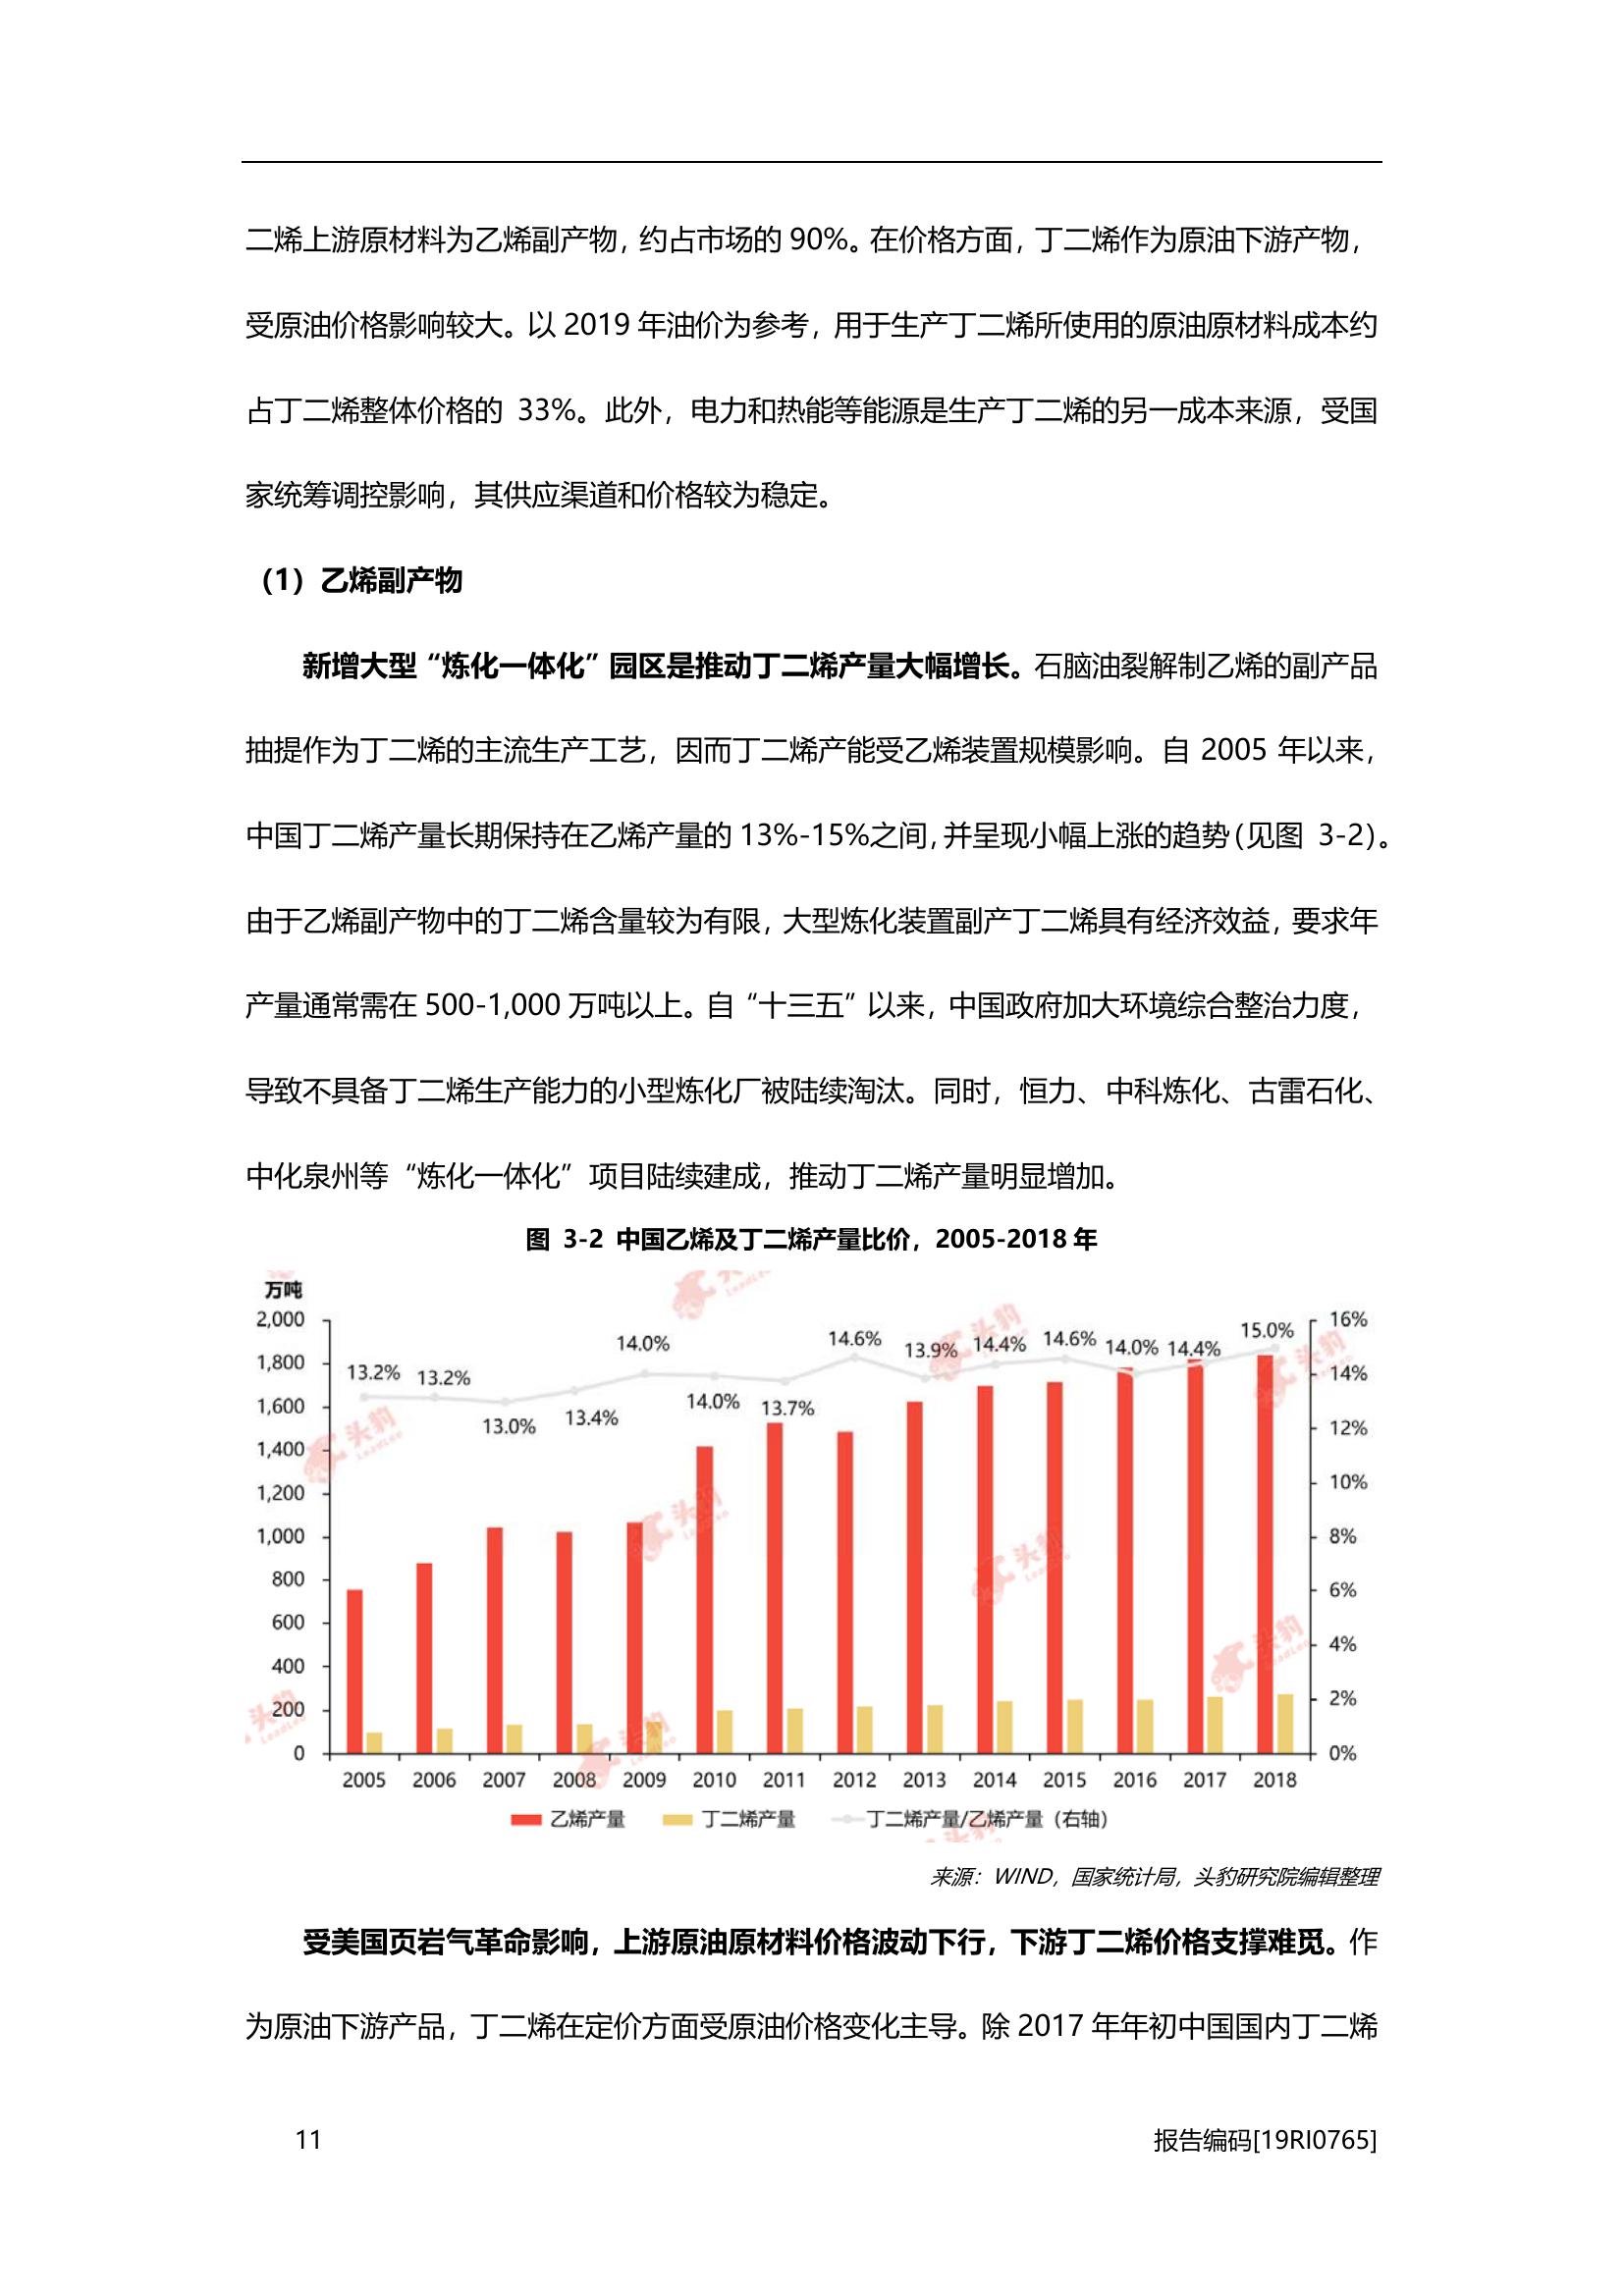 二烯上游原材料为乙烯副产物，约占市场的 90%。在价格方面，丁二烯作为原油下游产物，
受原油价格影响较大。以 2019 年油价为参考，用于生产丁二烯所使用的原油原材料成本约
占丁二烯整体价格的 33%。此外，电力和热能等能源是生产丁二烯的另一成本来源，受国
家统筹调控影响，其供应渠道和价格较为稳定。
（1）乙烯副产物
新增大型“炼化一体化”园区是推动丁二烯产量大幅增长。石脑油裂解制乙烯的副产品
抽提作为丁二烯的主流生产工艺，因而丁二烯产能受乙烯装置规模影响。自 2005 年以来，
中国丁二烯产量长期保持在乙烯产量的 13%-15%之间，并呈现小幅上涨的趋势（见图 3-2）。
由于乙烯副产物中的丁二烯含量较为有限，大型炼化装置副产丁二烯具有经济效益，要求年
产量通常需在 500-1,000 万吨以上。自“十三五”以来，中国政府加大环境综合整治力度，
导致不具备丁二烯生产能力的小型炼化厂被陆续淘汰。同时，恒力、中科炼化、古雷石化、
中化泉州等“炼化一体化”项目陆续建成，推动丁二烯产量明显增加。
图 3-2 中国乙烯及丁二烯产量比价，2005-2018 年
万吨
2,000
1,800
1,600
1,400
1,200
1,000
800
600
400
200
0
13.2% 13.2% 13.0% 13.4% 14.0% 14.0% 13.7% 14.6% 13.9% 14.4% 14.6% 14.0% 14.4% 15.0%
16%
14%
12%
10%
8%
6%
4%
2%
0%
2005 2006 2007 2008 2009 2010 2011 2012 2013 2014 2015 2016 2017 2018
乙烯产量 丁二烯产量 丁二烯产量/乙烯产量（右轴）
头豹 LeadLeo
来源：WIND，国家统计局，头豹研究院编辑整理
受美国页岩气革命影响，上游原油原材料价格波动下行，下游丁二烯价格支撑难觅。作
为原油下游产品，丁二烯在定价方面受原油价格变化主导。除 2017 年年初中国国内丁二烯
11
报告编码[19RI0765]